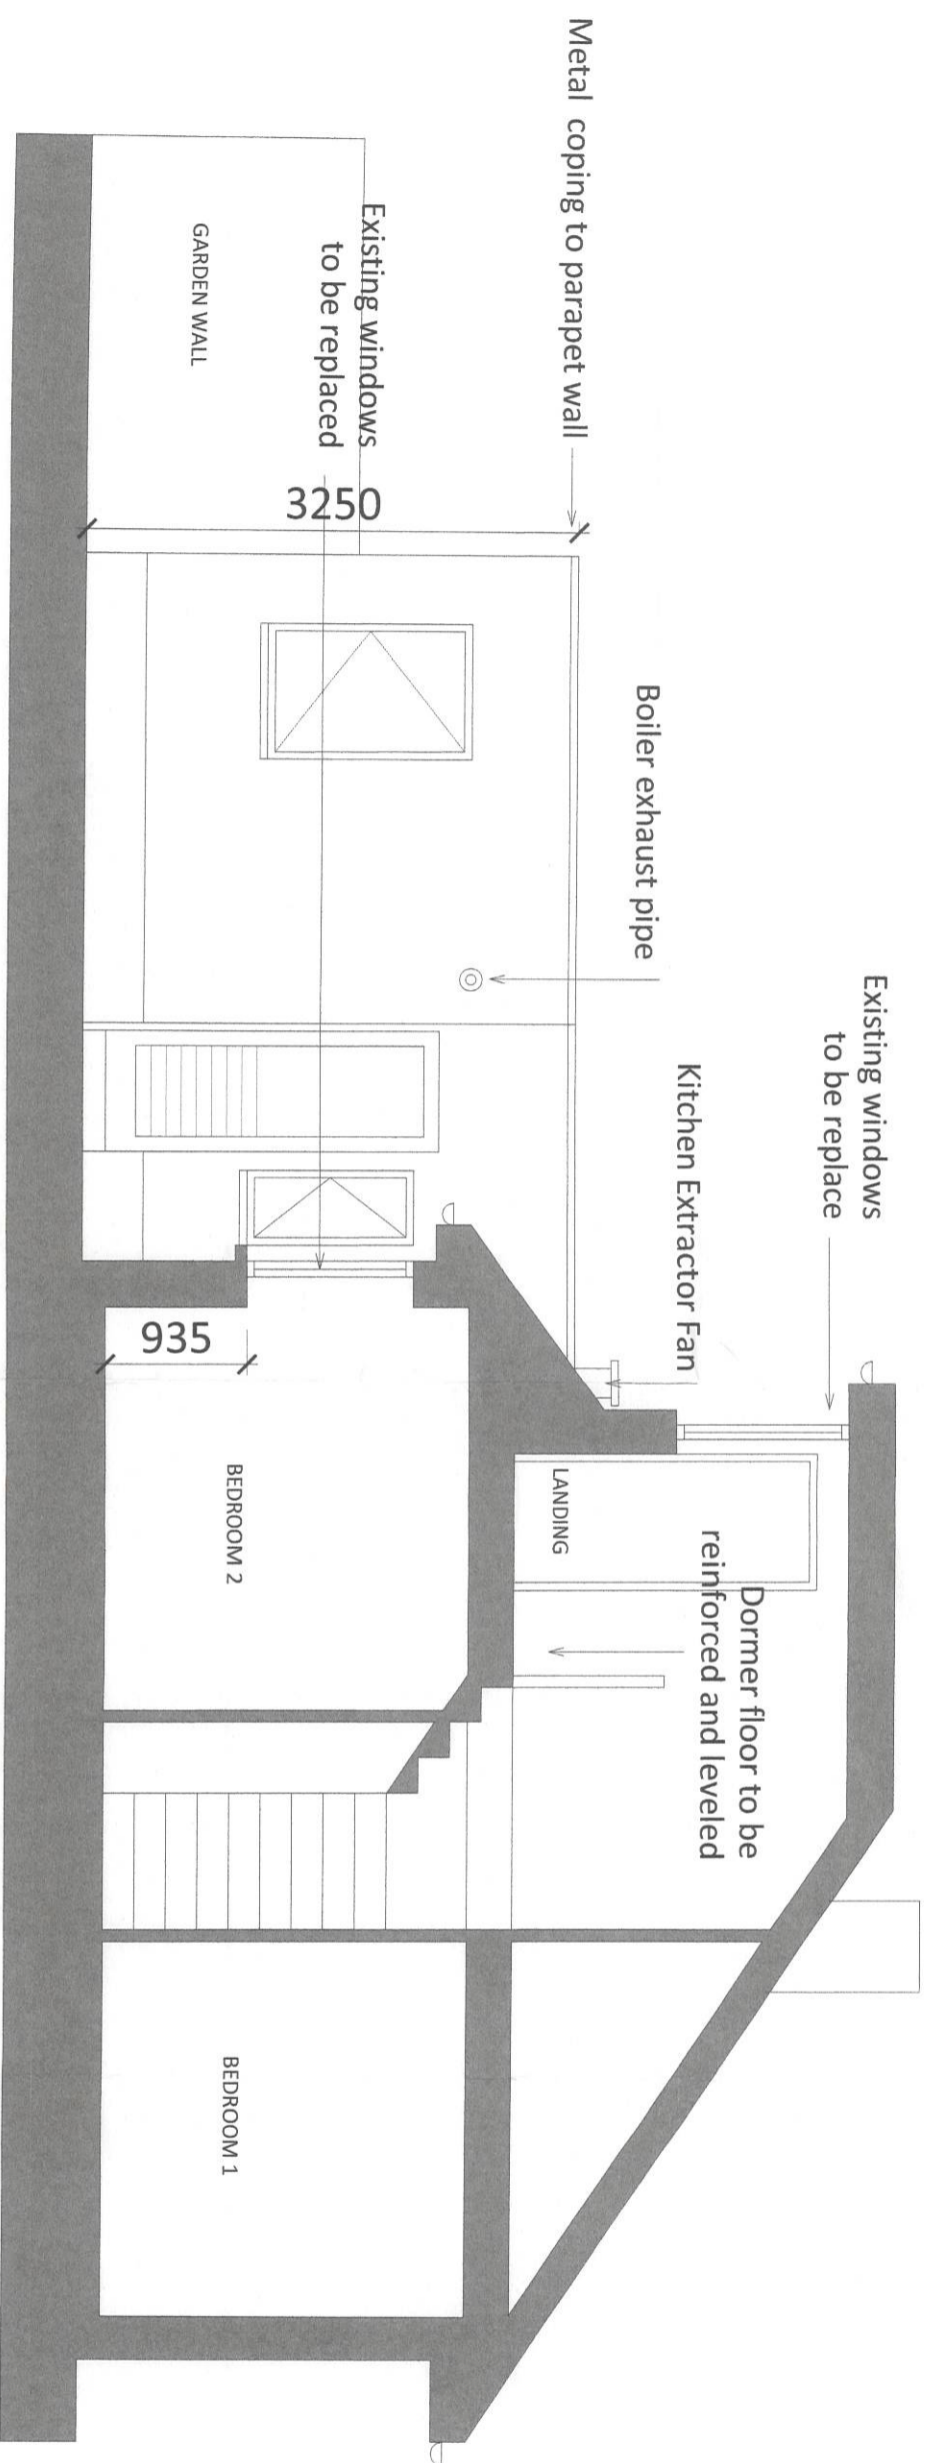 Metal coping to parapet wall
Existing windows
to be replaced
GARDEN WALL
3250
Boiler exhaust pipe
Existing windows
to be replace
Kitchen Extractor Fan
935
LANDING
Dormer floor to be
reinforced and leveled
BEDROOM 2
BEDROOM 1